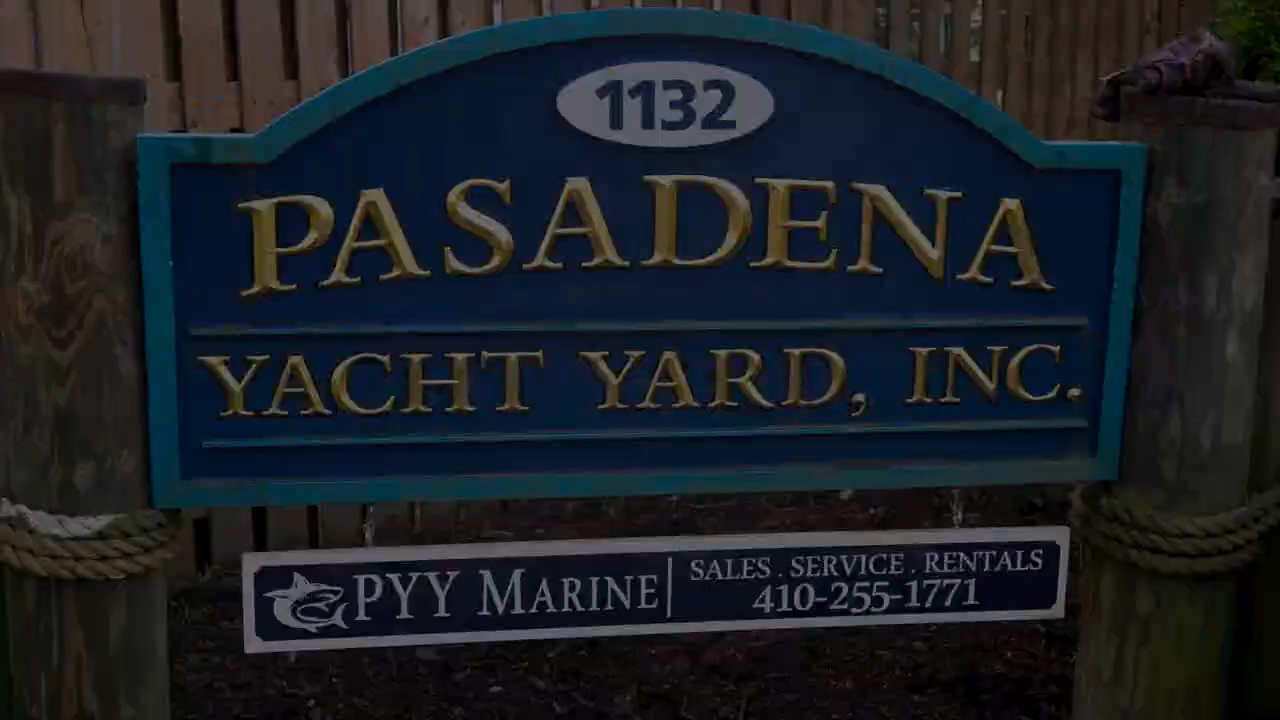 1132
PASADENA
YACHT YARD, INC.
PYY MARINE
SALES . SERVICE . RENTALS
410-255-1771